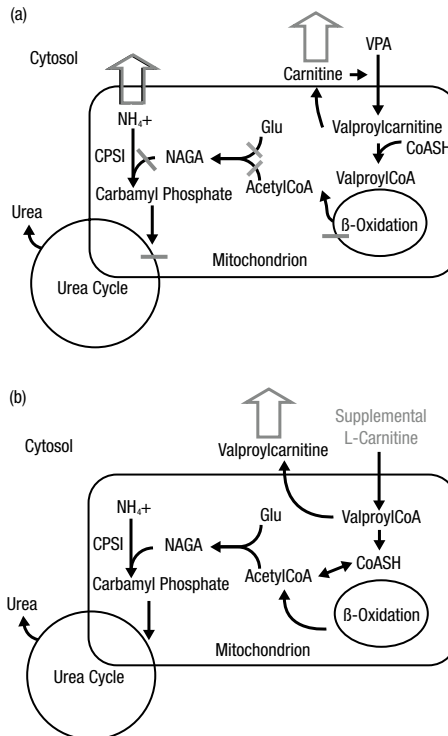 (a)
Cytosol
Carnitine
VPA
NH₄+
Glu
Valproylcarnitine
CPSI
NAGA
CoASH
AcetylCoA
ValproylCoA
Carbamyl Phosphate
Urea
ß-Oxidation
Mitochondrion
Urea Cycle
(b)
Cytosol
Valproylcarnitine
Supplemental
L-Carnitine
NH₄+
Glu
ValproylCoA
CPSI
NAGA
CoASH
AcetylCoA
Carbamyl Phosphate
Urea
ß-Oxidation
Mitochondrion
Urea Cycle